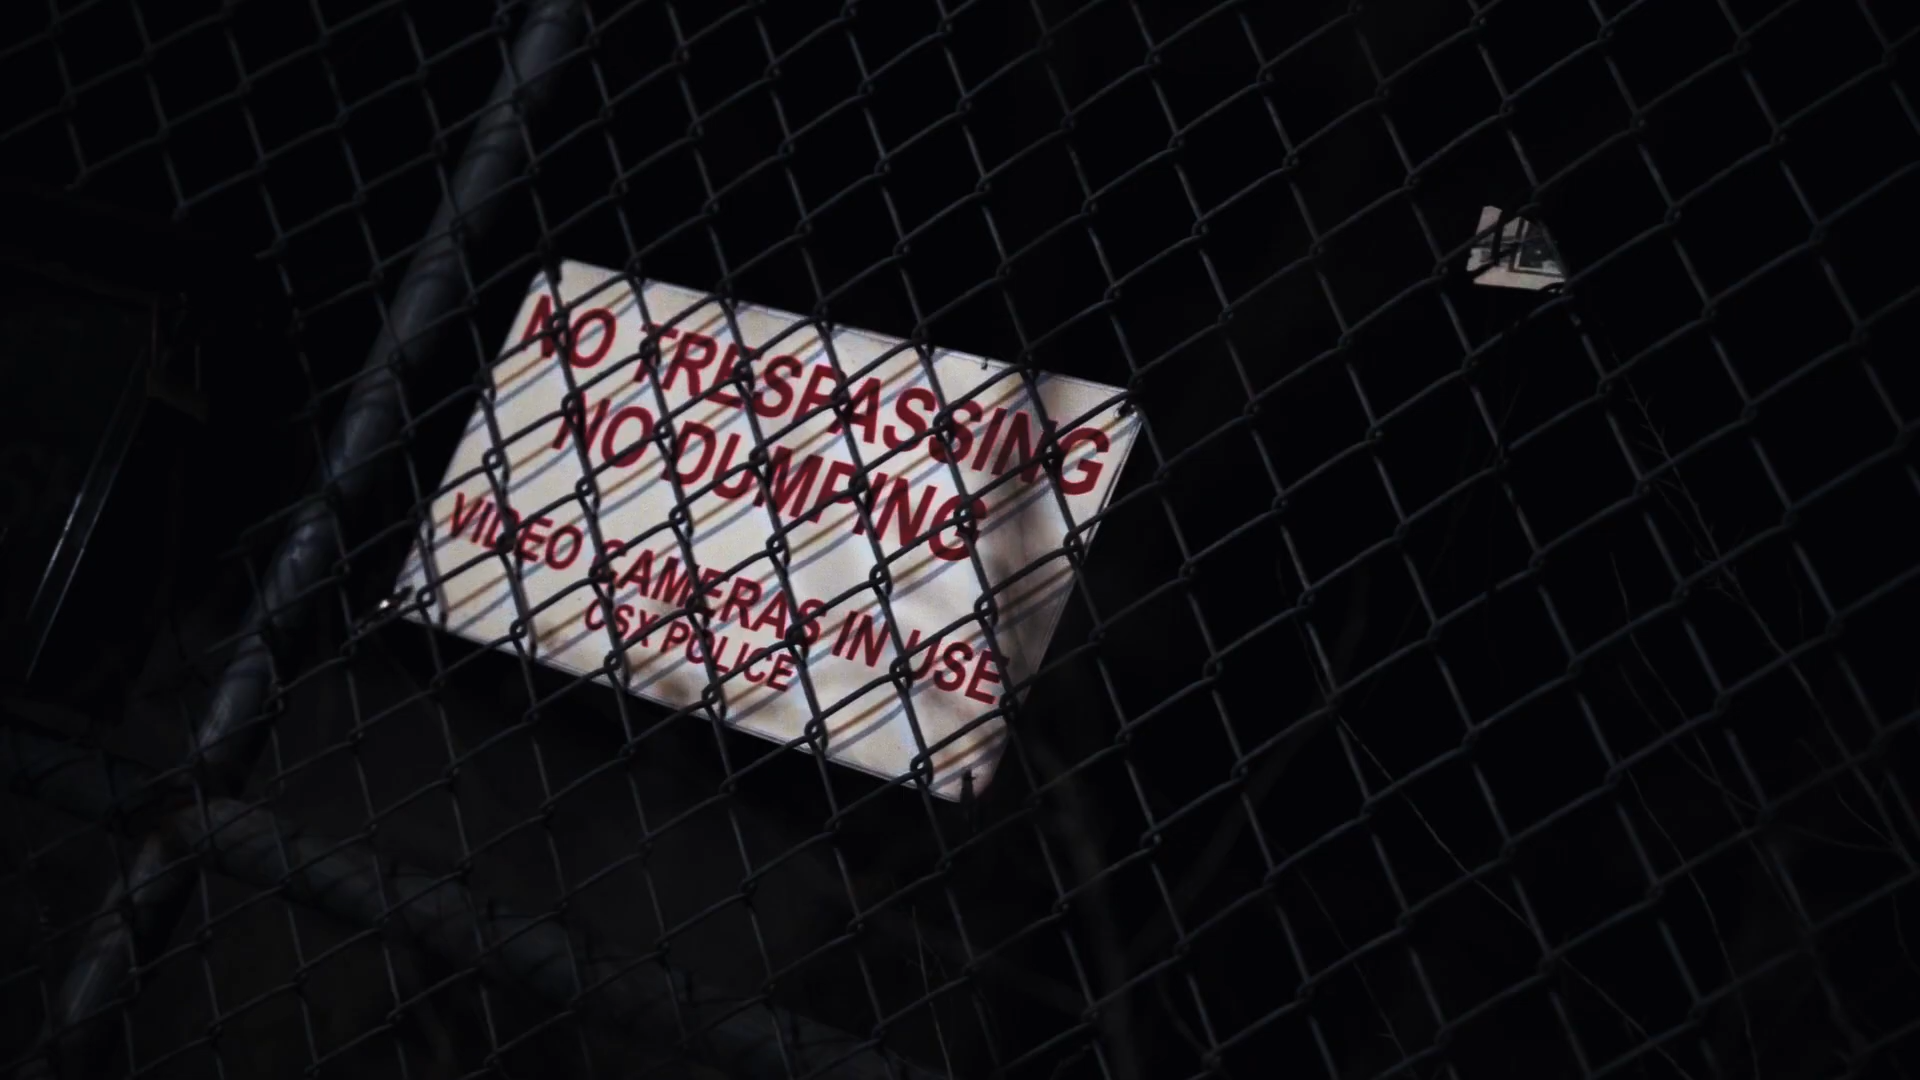 NO TRESPASSING
NO DUMPING
VIDEO CAMERAS IN USE
CSX POLICE